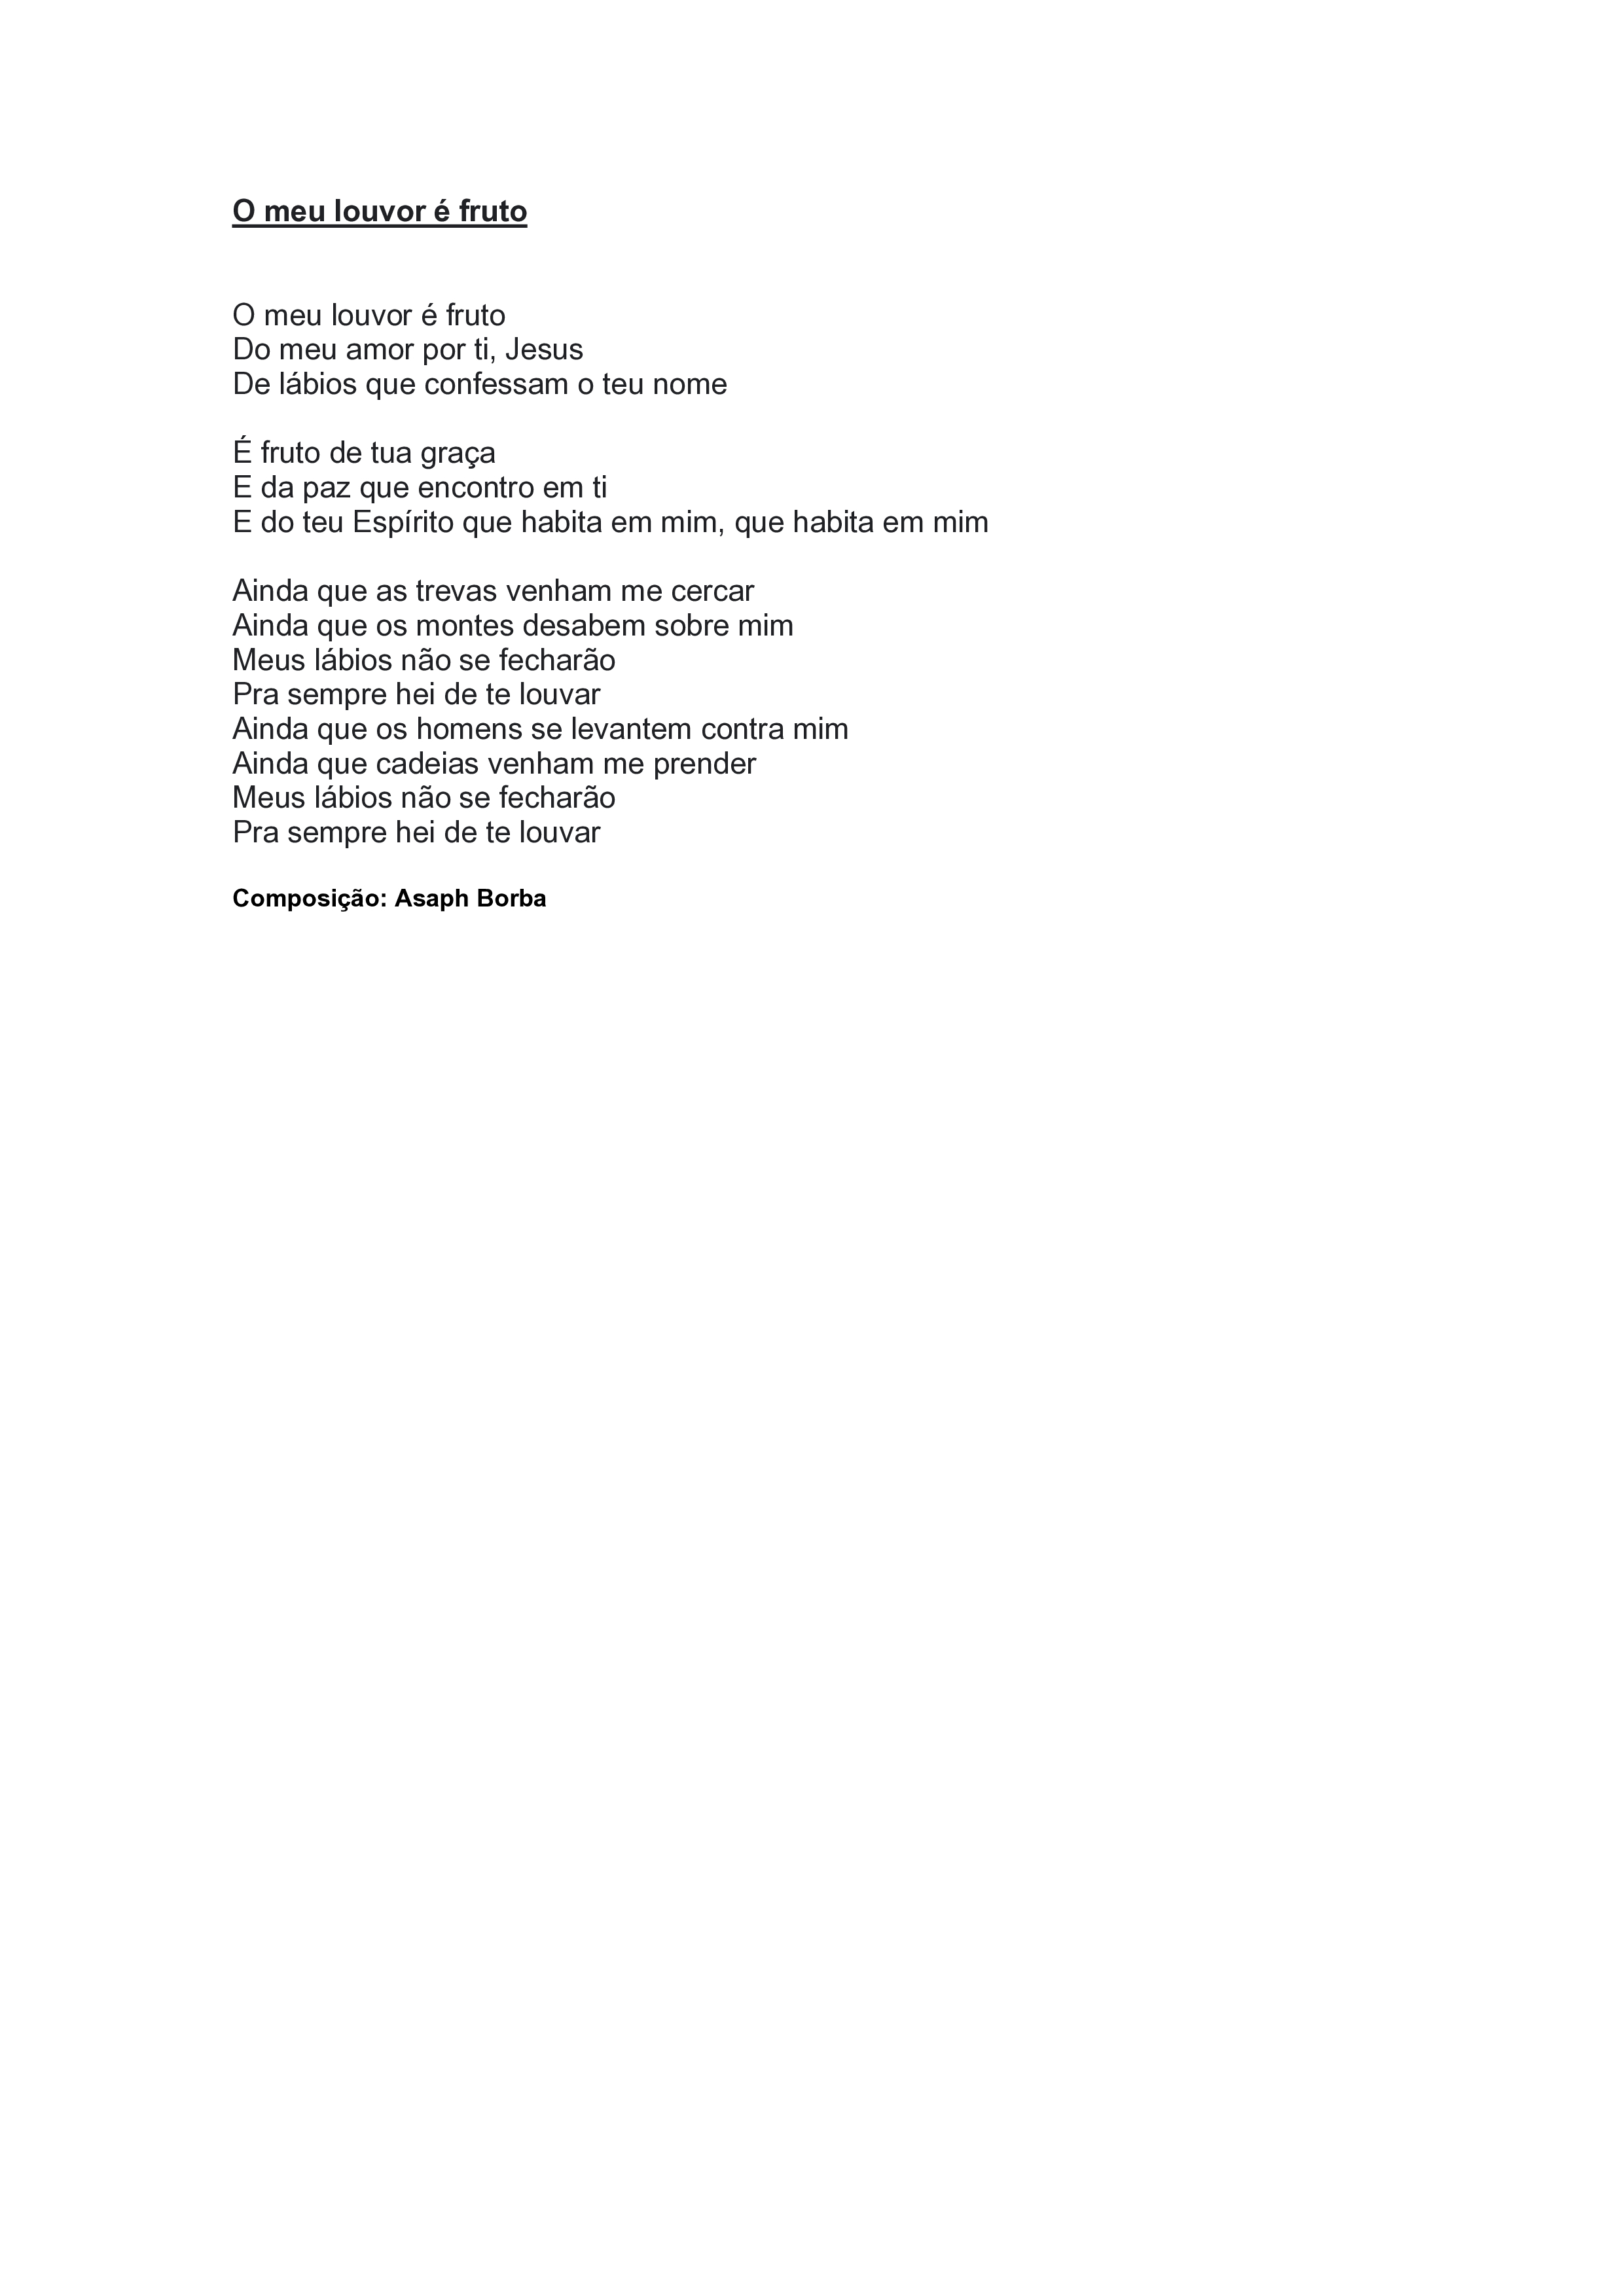 O meu louvor é fruto
O meu louvor é fruto
Do meu amor por ti, Jesus
De lábios que confessam o teu nome
É fruto de tua graça
E da paz que encontro em ti
E do teu Espírito que habita em mim, que habita em mim
Ainda que as trevas venham me cercar
Ainda que os montes desabem sobre mim
Meus lábios não se fecharão
Pra sempre hei de te louvar
Ainda que os homens se levantem contra mim
Ainda que cadeias venham me prender
Meus lábios não se fecharão
Pra sempre hei de te louvar
Composição: Asaph Borba